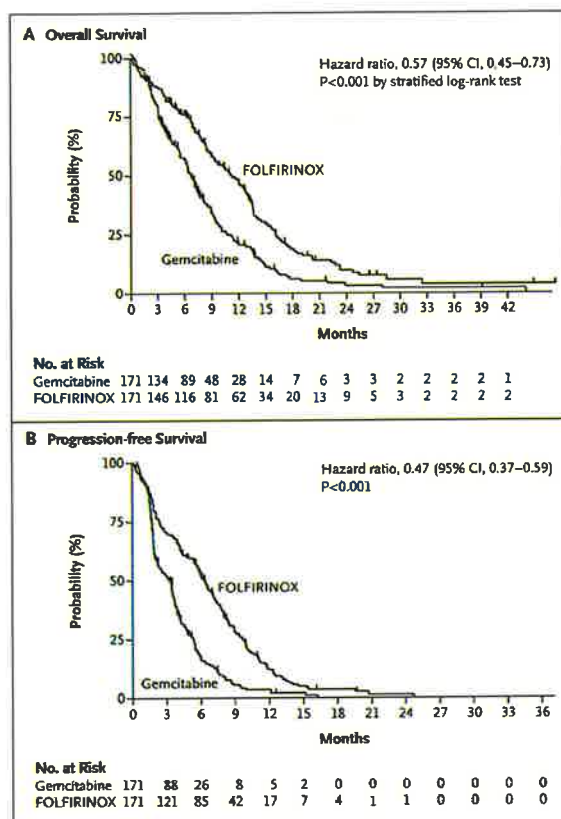 A Overall Survival
Hazard ratio, 0.57 (95% CI, 0.45–0.73)
P<0.001 by stratified log-rank test
Probability (%)
100
75
50
25
0
FOLFIRINOX
Gemcitabine
0 3 6 9 12 15 18 21 24 27 30 33 36 39 42
Months
No. at Risk
Gemcitabine 171 134 89 48 28 14 7 6 3 3 2 2 2 2 1
FOLFIRINOX 171 146 116 81 62 34 20 13 9 5 3 2 2 2 2
B Progression-free Survival
Hazard ratio, 0.47 (95% CI, 0.37–0.59)
P<0.001
Probability (%)
100
75
50
25
0
FOLFIRINOX
Gemcitabine
0 3 6 9 12 15 18 21 24 27 30 33 36
Months
No. at Risk
Gemcitabine 171 88 26 8 5 2 0 0 0 0 0 0 0
FOLFIRINOX 171 121 85 42 17 7 4 1 1 0 0 0 0